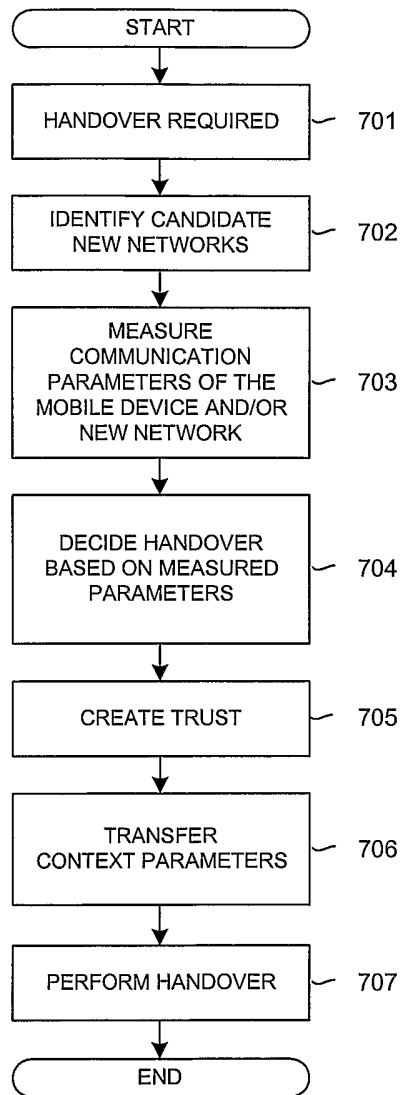 START
HANDOVER REQUIRED 701
IDENTIFY CANDIDATE
NEW NETWORKS 702
MEASURE
COMMUNICATION
PARAMETERS OF THE
MOBILE DEVICE AND/OR
NEW NETWORK
703
DECIDE HANDOVER
BASED ON MEASURED
PARAMETERS
704
CREATE TRUST 705
TRANSFER
CONTEXT PARAMETERS
706
PERFORM HANDOVER 707
END